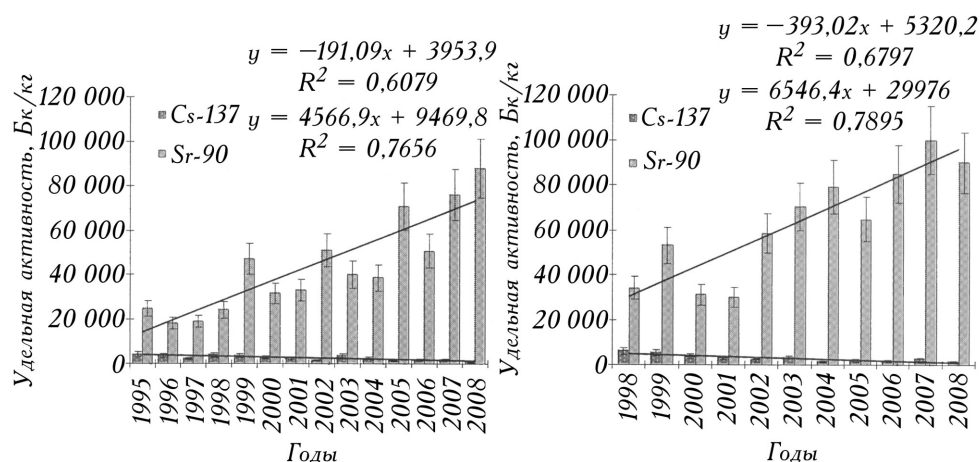 Удельная активность, Бк/кг
y = −191,09x + 3953,9
R² = 0,6079
y = 4566,9x + 9469,8
R² = 0,7656
120 000
100 000
80 000
60 000
40 000
20 000
0
Cs-137
Sr-90
1995
1996
1997
1998
1999
2000
2001
2002
2003
2004
2005
2006
2007
2008
Годы
Удельная активность, Бк/кг
y = −393,02x + 5320,2
R² = 0,6797
y = 6546,4x + 29976
R² = 0,7895
120 000
100 000
80 000
60 000
40 000
20 000
0
Cs-137
Sr-90
1998
1999
2000
2001
2002
2003
2004
2005
2006
2007
2008
Годы